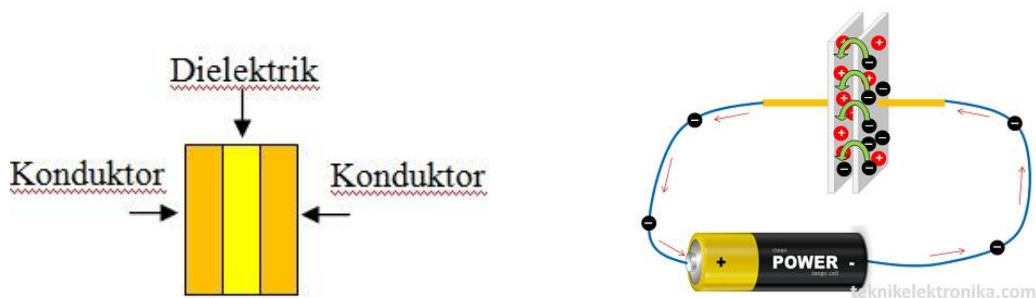 Dielektrik
Konduktor
Konduktor
+
POWER
-
teknikelektronika.com